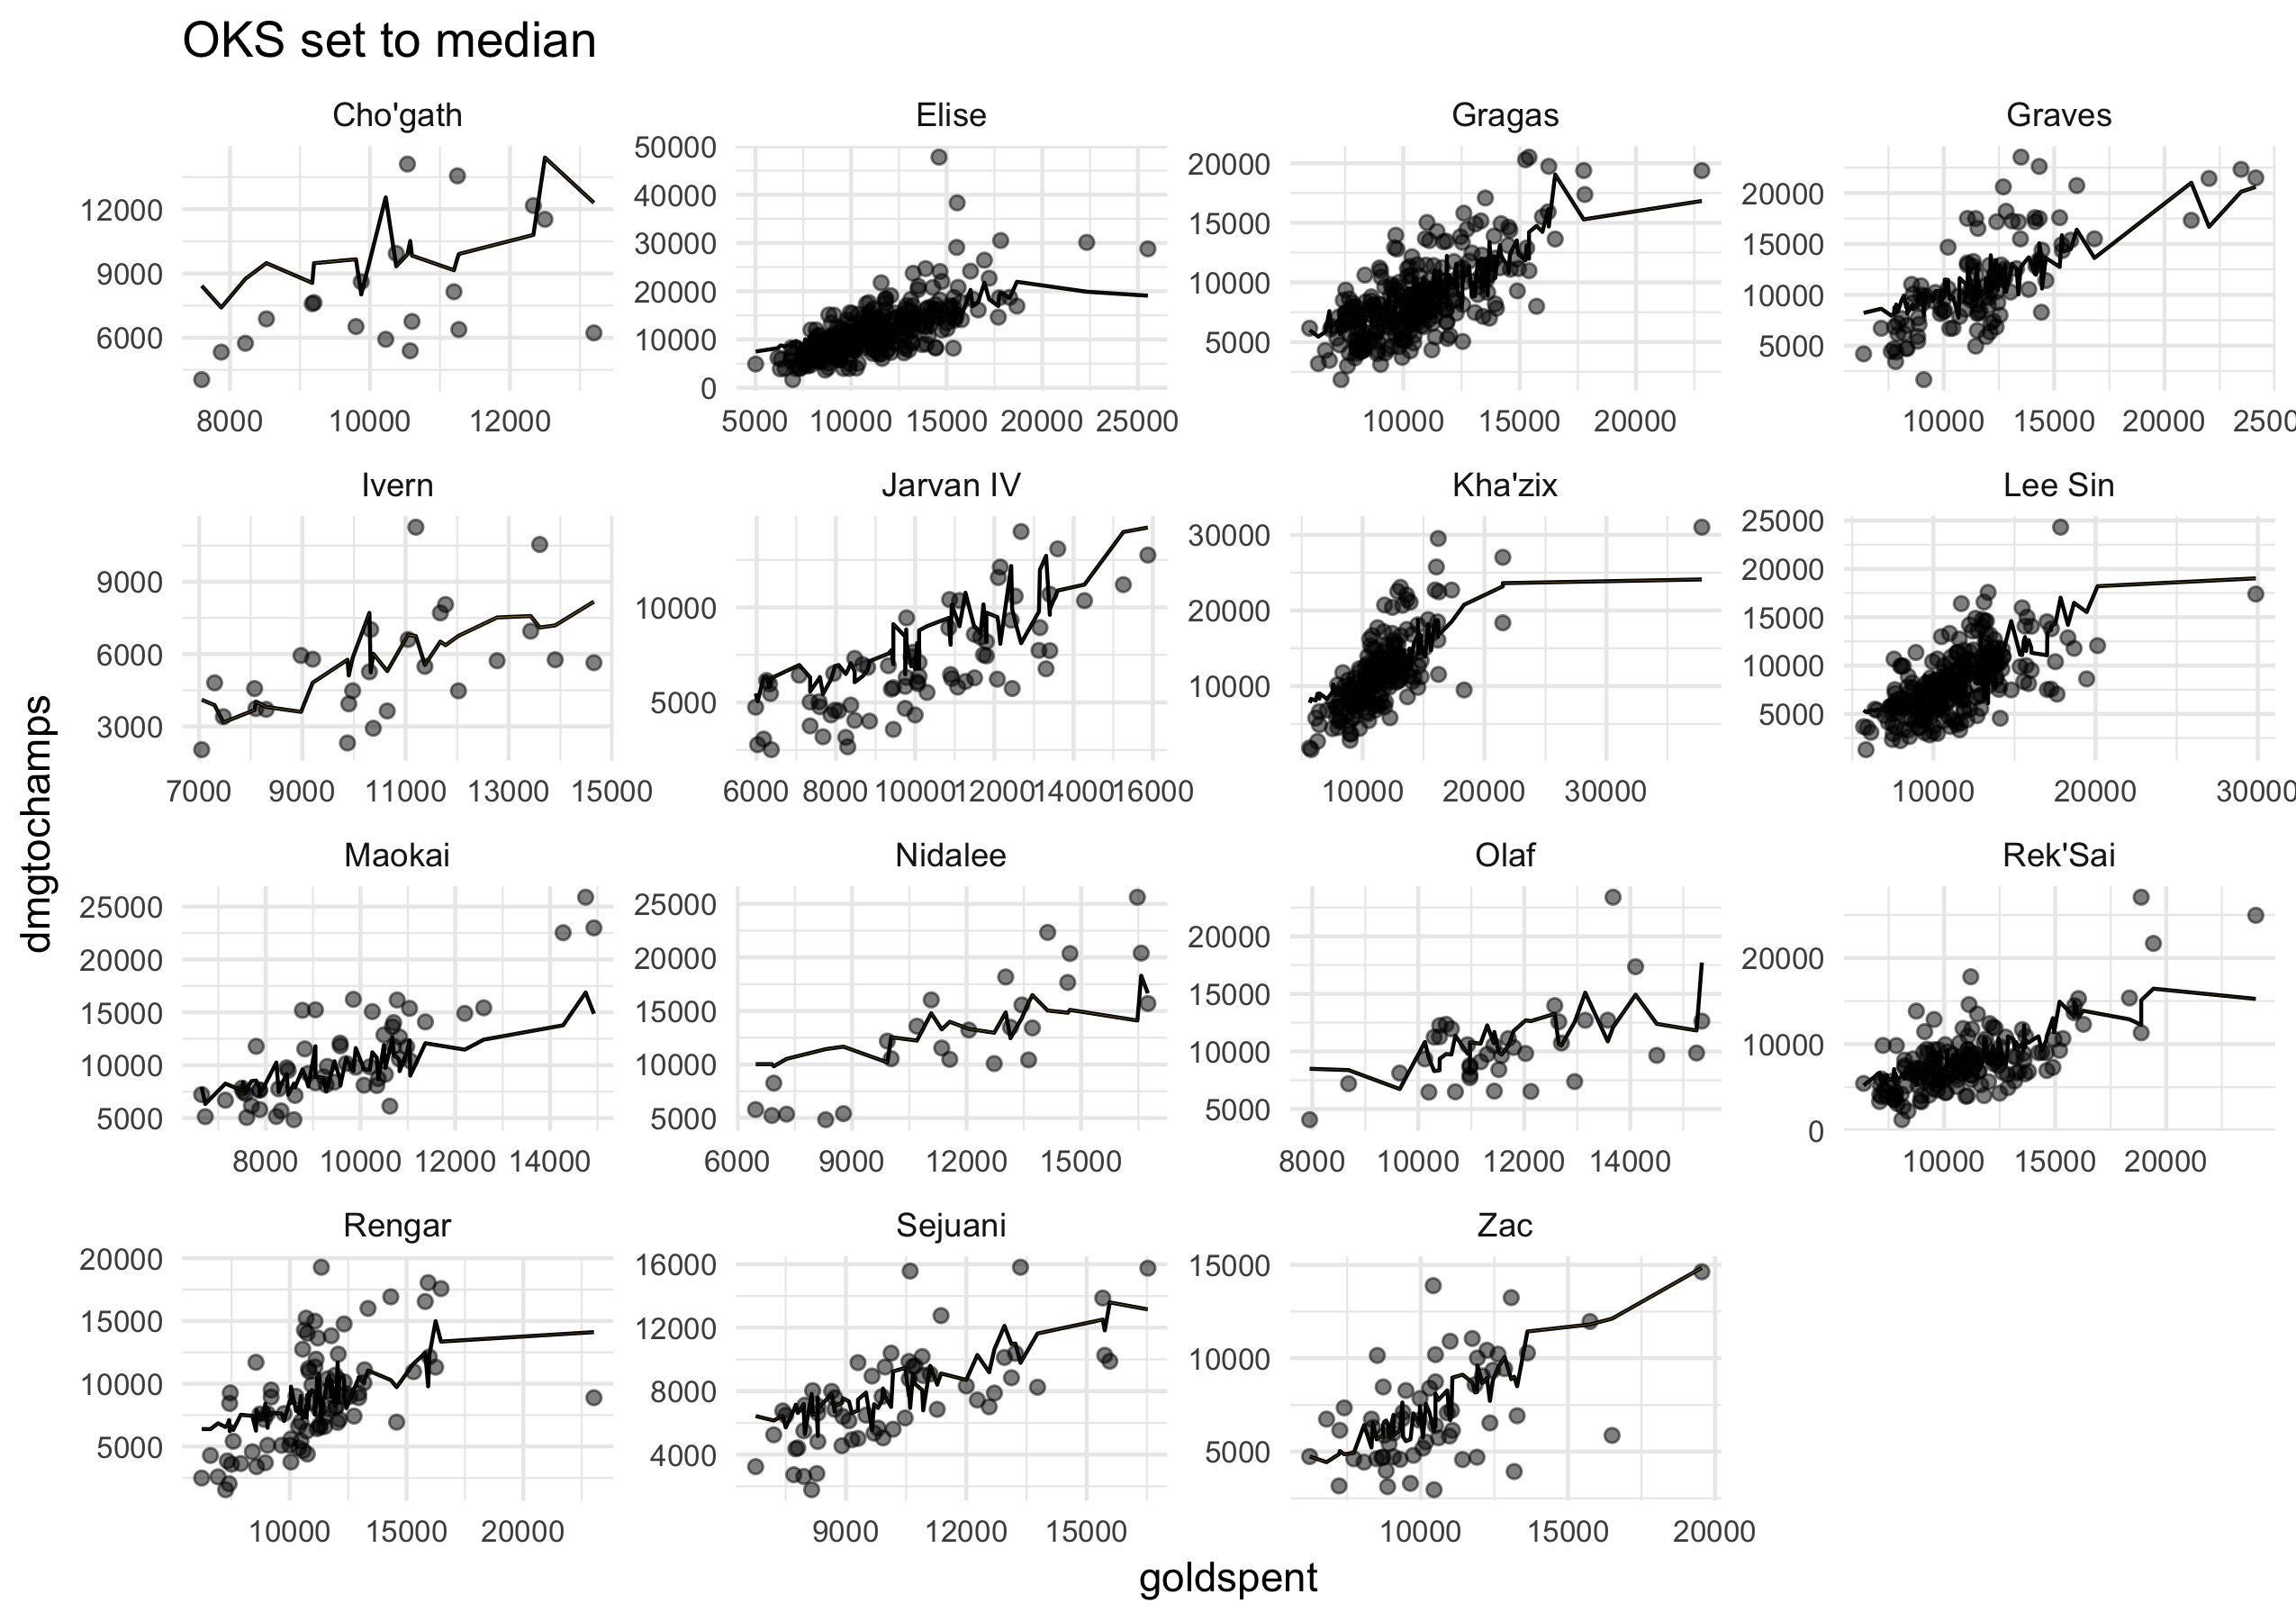 OKS set to median
Cho'gath Elise Gragas Graves
12000
9000
6000
50000
40000
30000
20000
10000
0
20000
15000
10000
5000
20000
15000
10000
5000
8000 10000 12000
5000 10000 15000 20000 25000
10000 15000 20000
10000 15000 20000 2500
Ivern Jarvan IV Kha'zix Lee Sin
9000
6000
3000
10000
5000
30000
20000
10000
25000
20000
15000
10000
5000
7000 9000 11000 13000 15000
6000 8000 10000 12000 14000 16000
10000 20000 30000
10000 20000 30000
Maokai Nidalee Olaf Rek'Sai
25000
20000
15000
10000
5000
25000
20000
15000
10000
5000
20000
15000
10000
5000
20000
10000
0
8000 10000 12000 14000
6000 9000 12000 15000
8000 10000 12000 14000
10000 15000 20000
Rengar Sejuani Zac
20000
15000
10000
5000
16000
12000
8000
4000
15000
10000
5000
10000 15000 20000
9000 12000 15000
10000 15000 20000
dmgtochamps
goldspent